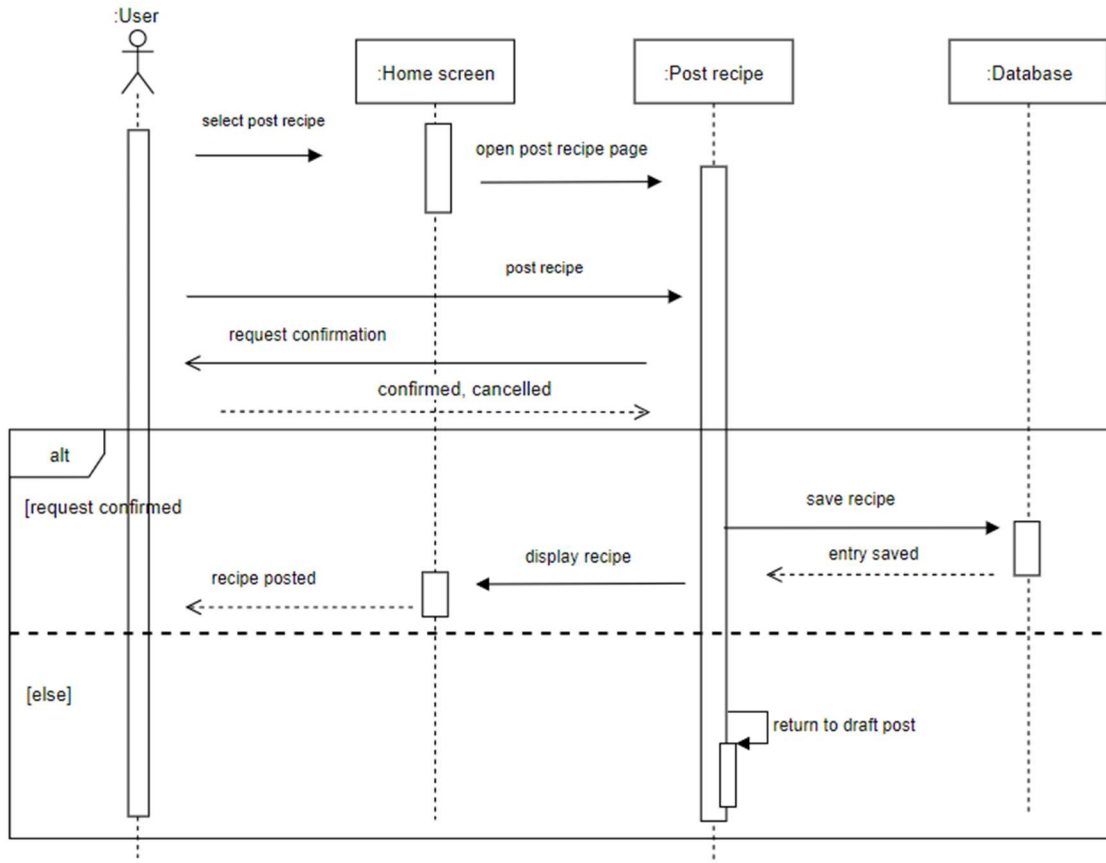 :User
:Home screen
:Post recipe
:Database
select post recipe
open post recipe page
post recipe
request confirmation
confirmed, cancelled
alt
[request confirmed
save recipe
entry saved
display recipe
recipe posted
[else]
return to draft post